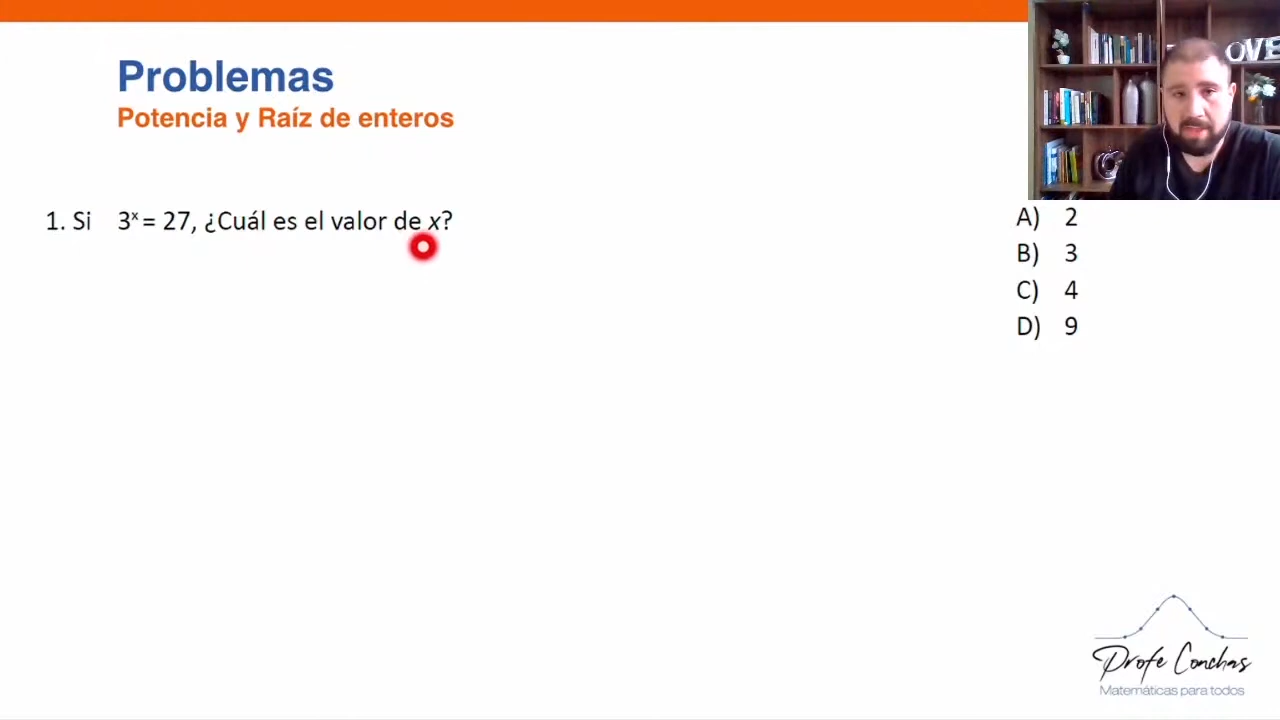 Problemas
Potencia y Raíz de enteros
OVE
1. Si 3ˣ = 27, ¿Cuál es el valor de x?
A) 2
B) 3
C) 4
D) 9
Profe Conchas
Matemáticas para todos